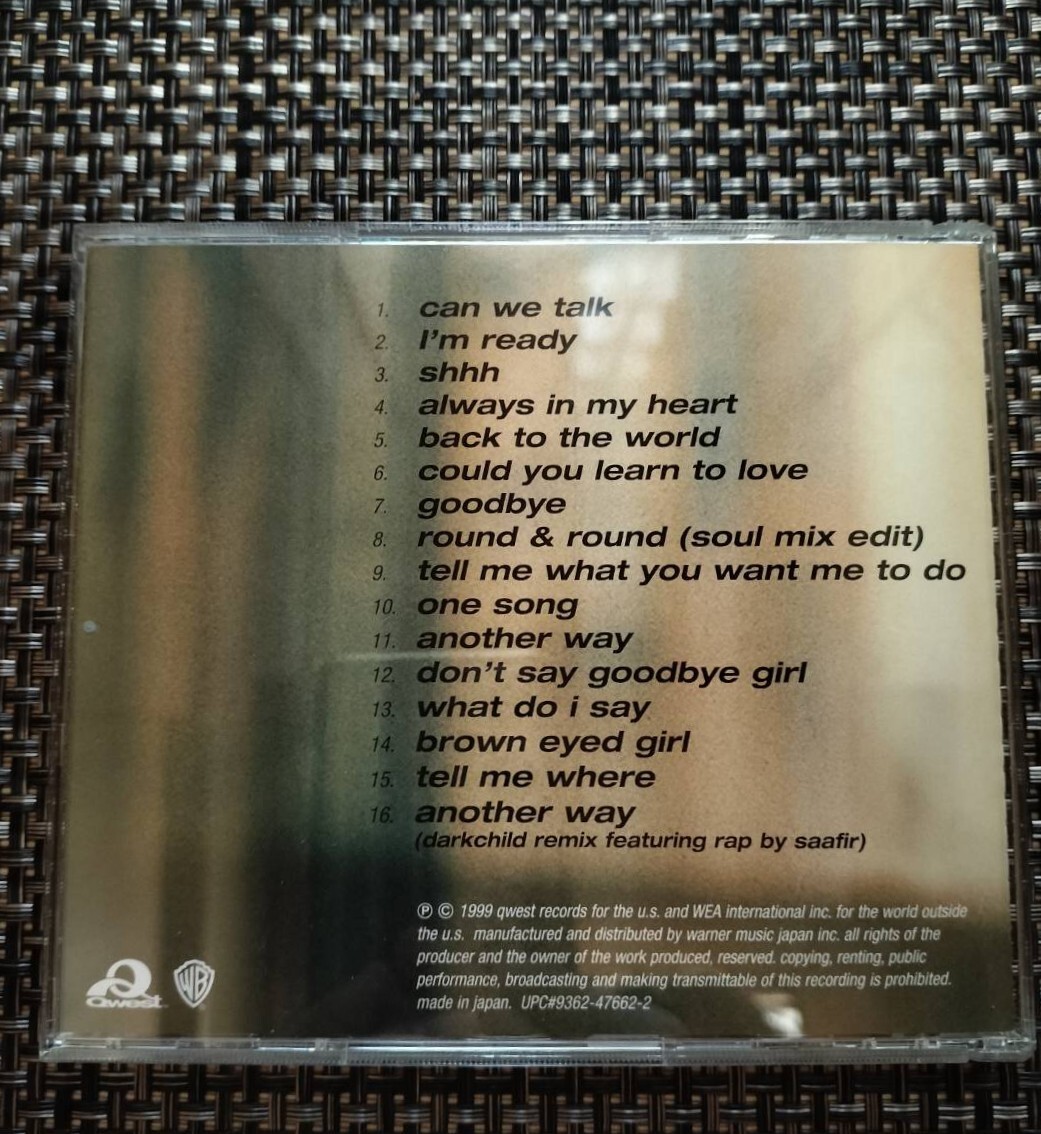 1. can we talk
2. I'm ready
3. shhh
4. always in my heart
5. back to the world
6. could you learn to love
7. goodbye
8. round & round (soul mix edit)
9. tell me what you want me to do
10. one song
11. another way
12. don't say goodbye girl
13. what do i say
14. brown eyed girl
15. tell me where
16. another way
(darkchild remix featuring rap by saafir)
℗ © 1999 qwest records for the u.s. and WEA international inc. for the world outside
the u.s. manufactured and distributed by warner music japan inc. all rights of the
producer and the owner of the work produced, reserved. copying, renting, public
performance, broadcasting and making transmittable of this recording is prohibited.
made in japan. UPC#9362-47662-2
Qwest
WB